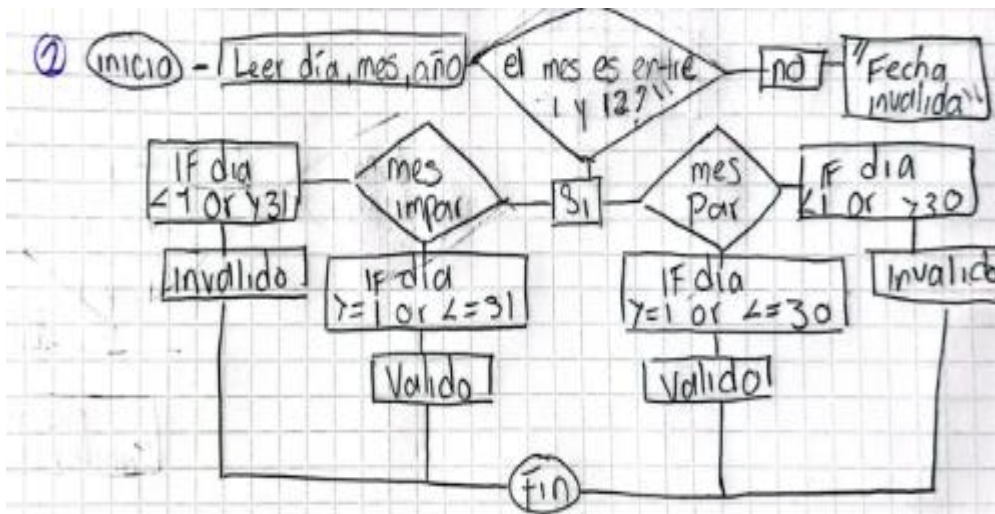 2
inicio
Leer día, mes, año
el mes es entre
1 y 12?"
no
"Fecha
invalida"
IF dia
<1 or >31
mes
impar
Si
mes
Par
IF dia
<1 or >30
Invalido
IF dia
>=1 or <=31
IF dia
>=1 or <=30
Invalido
Valido
Valido
Fin